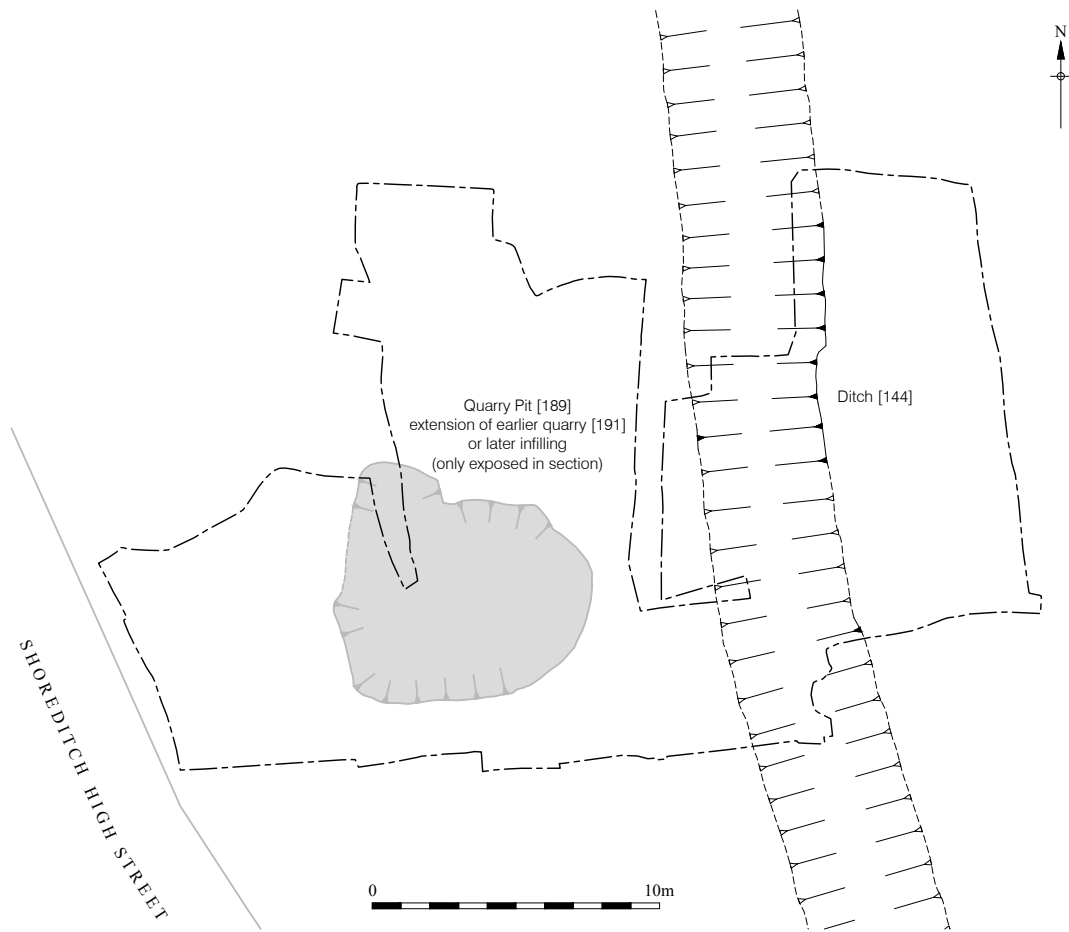 N
Quarry Pit [189]
extension of earlier quarry [191]
or later infilling
(only exposed in section)
Ditch [144]
SHOREDITCH HIGH STREET
0 10m